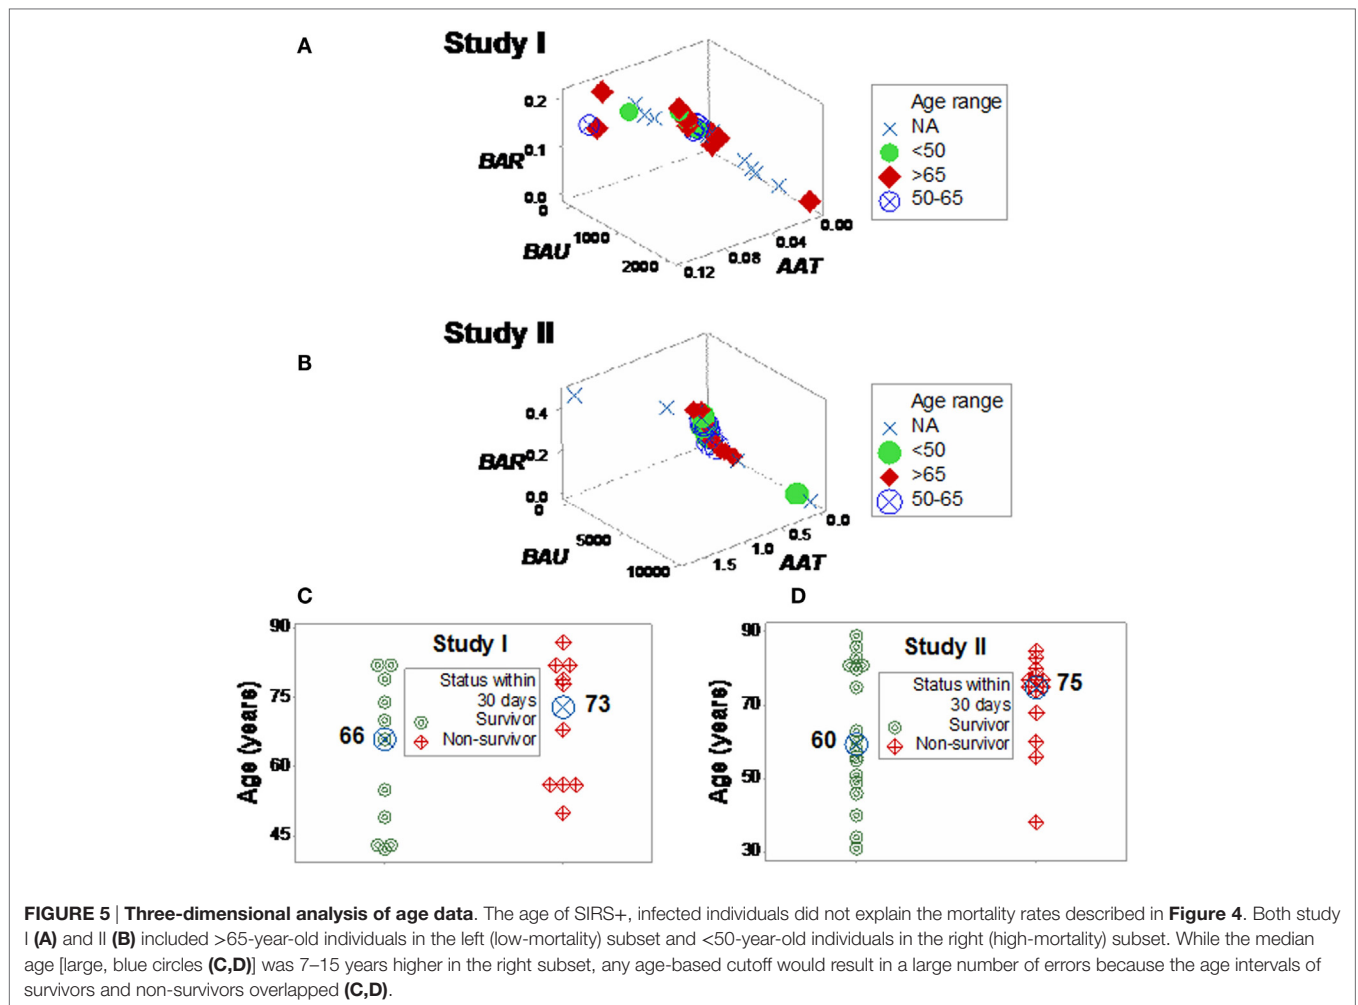 A
Study I
0.2
0.1
0.0
BAR
0
1000
2000
BAU
0.12
0.08
0.04
0.00
AAT
Age range
NA
<50
>65
50-65
B
Study II
0.4
0.2
0.0
BAR
0
5000
10000
BAU
1.5
1.0
0.5
0.0
AAT
Age range
NA
<50
>65
50-65
C
90
75
60
45
Age (years)
Study I
Status within
30 days
Survivor
Non-survivor
66
73
D
90
70
50
30
Age (years)
Study II
Status within
30 days
Survivor
Non-survivor
60
75
FIGURE 5 | Three-dimensional analysis of age data. The age of SIRS+, infected individuals did not explain the mortality rates described in Figure 4. Both study
I (A) and II (B) included >65-year-old individuals in the left (low-mortality) subset and <50-year-old individuals in the right (high-mortality) subset. While the median
age [large, blue circles (C,D)] was 7–15 years higher in the right subset, any age-based cutoff would result in a large number of errors because the age intervals of
survivors and non-survivors overlapped (C,D).